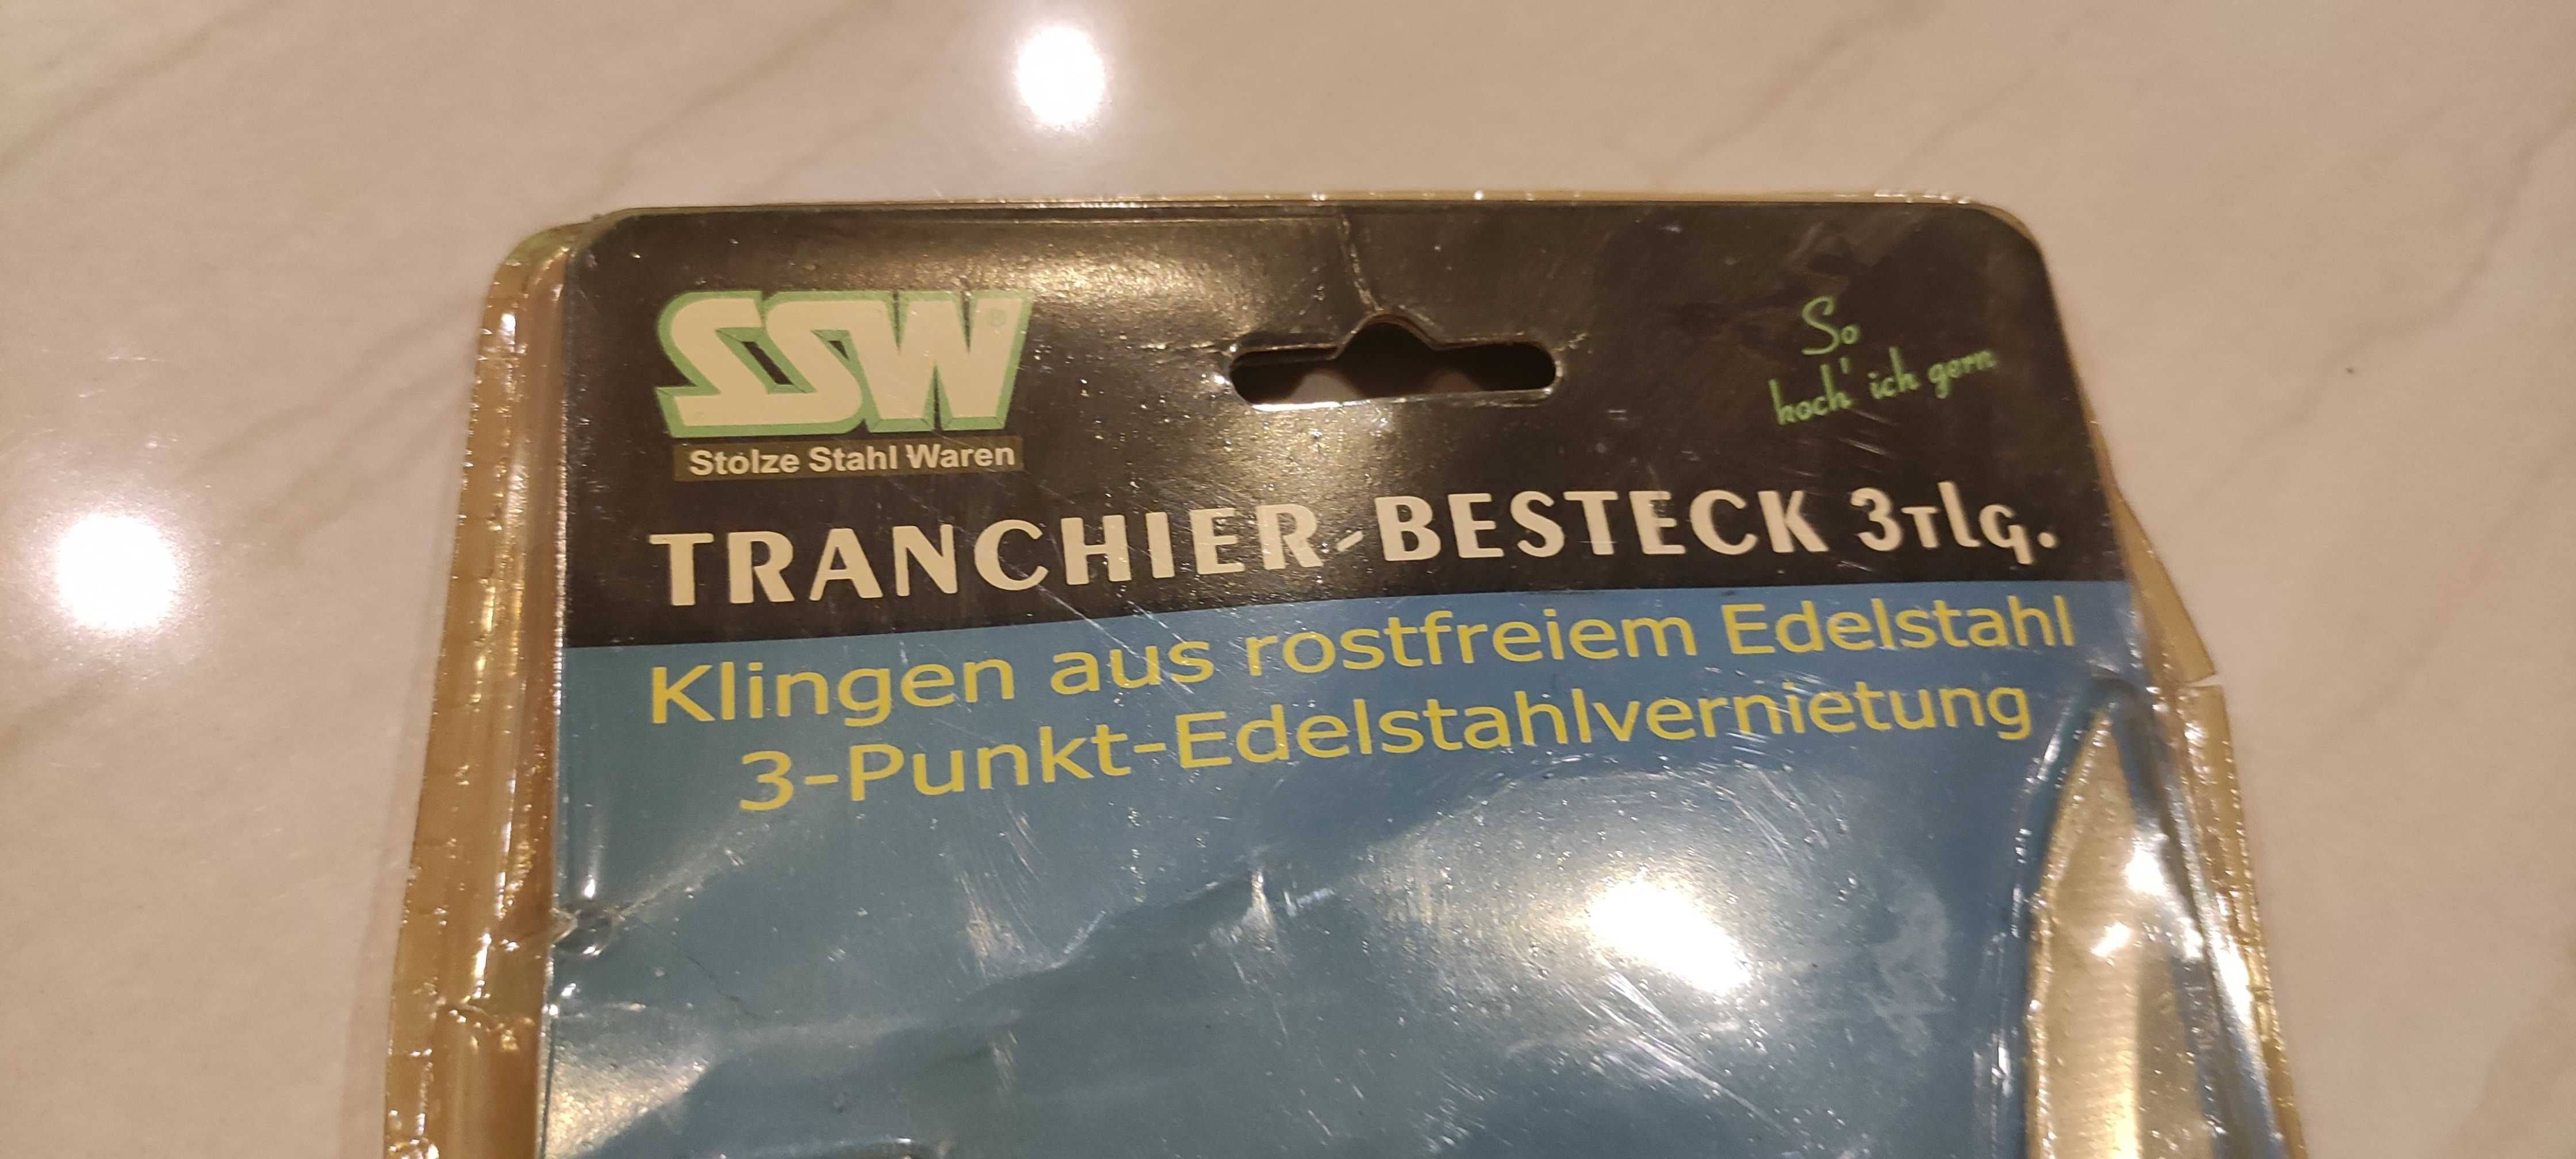 SSW®
Stolze Stahl Waren
So
koch' ich gern
TRANCHIER-BESTECK 3TLG.
Klingen aus rostfreiem Edelstahl
3-Punkt-Edelstahlvernietung